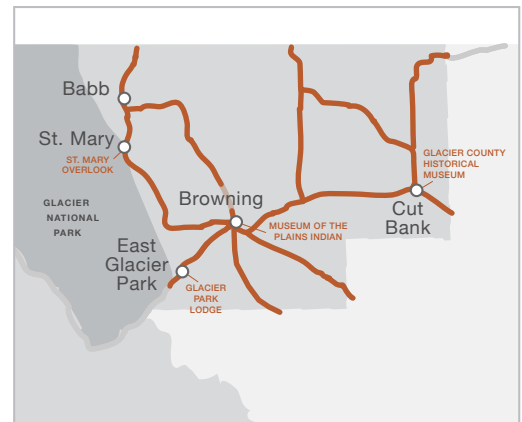 Babb
St. Mary
ST. MARY
OVERLOOK
GLACIER COUNTY
HISTORICAL
MUSEUM
GLACIER
NATIONAL
PARK
Browning
MUSEUM OF THE
PLAINS INDIAN
Cut
Bank
East
Glacier
Park
GLACIER
PARK
LODGE